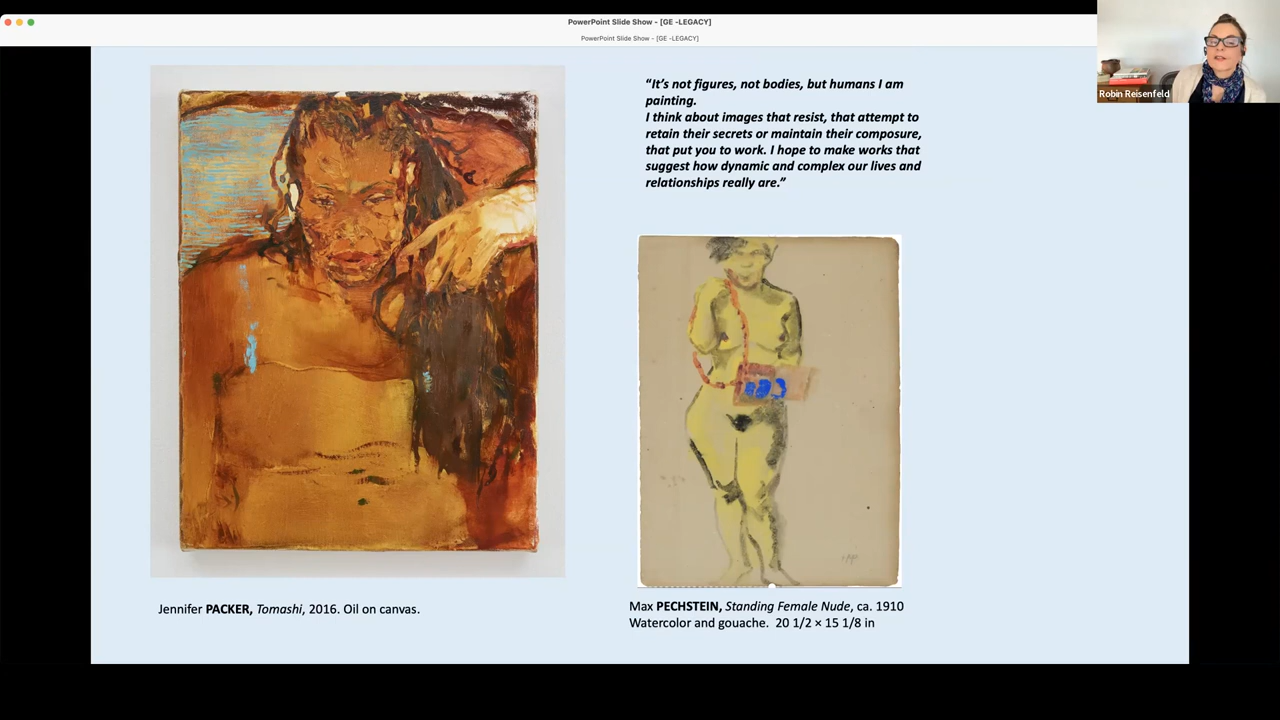 PowerPoint Slide Show - [GE -LEGACY]
PowerPoint Slide Show - [GE -LEGACY]
Robin Reisenfeld
“It’s not figures, not bodies, but humans I am
painting.
I think about images that resist, that attempt to
retain their secrets or maintain their composure,
that put you to work. I hope to make works that
suggest how dynamic and complex our lives and
relationships really are.”
Jennifer PACKER, Tomashi, 2016. Oil on canvas.
Max PECHSTEIN, Standing Female Nude, ca. 1910
Watercolor and gouache.  20 1/2 × 15 1/8 in